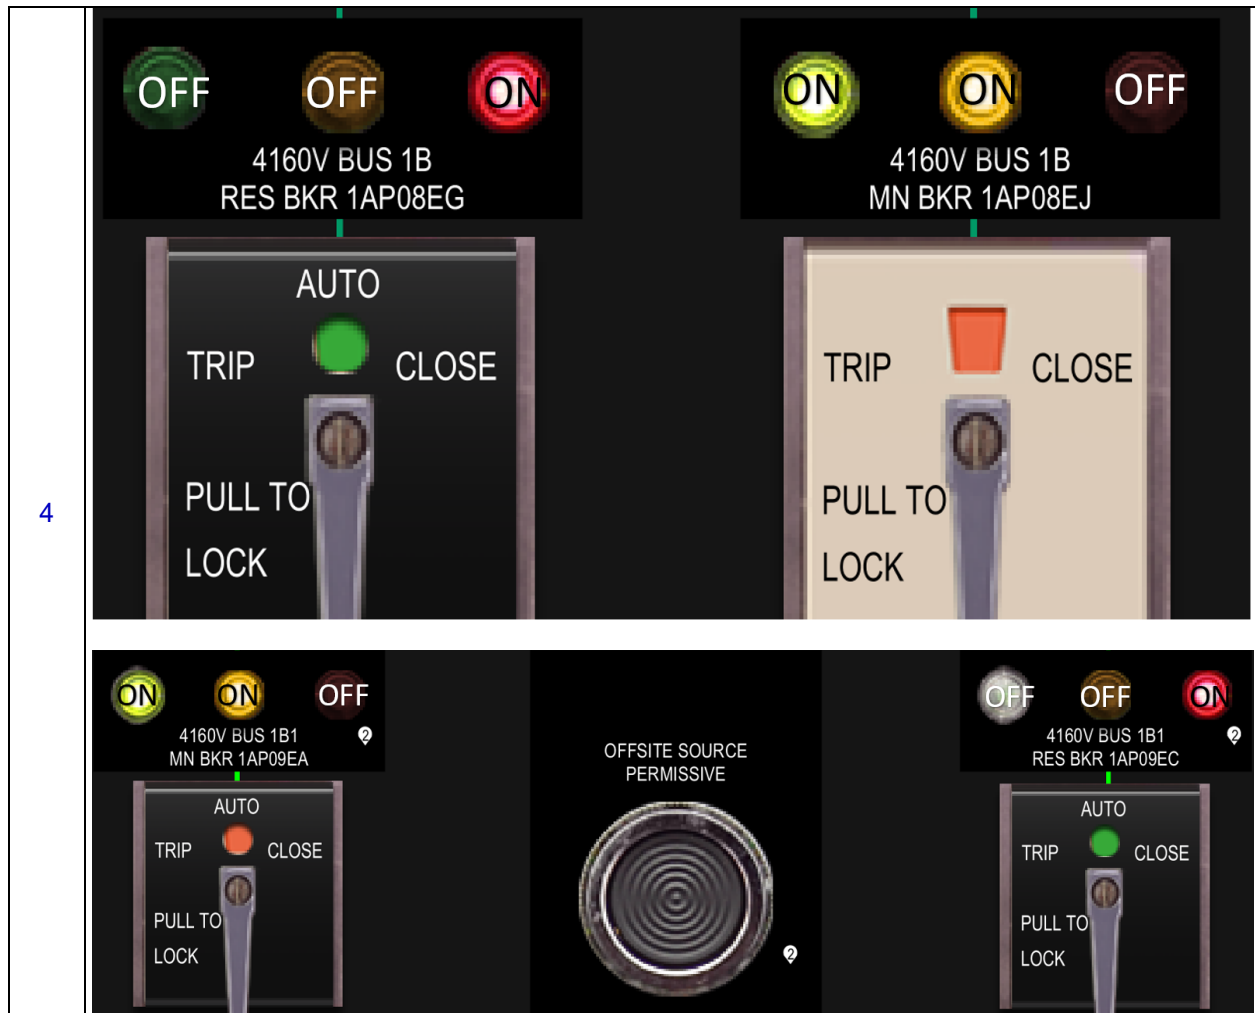 4
OFF OFF ON
4160V BUS 1B
RES BKR 1AP08EG
AUTO
TRIP CLOSE
PULL TO
LOCK
ON ON OFF
4160V BUS 1B
MN BKR 1AP08EJ
TRIP CLOSE
PULL TO
LOCK
ON ON OFF
4160V BUS 1B1
MN BKR 1AP09EA
2
AUTO
TRIP CLOSE
PULL TO
LOCK
OFFSITE SOURCE
PERMISSIVE
2
OFF OFF ON
4160V BUS 1B1
RES BKR 1AP09EC
2
AUTO
TRIP CLOSE
PULL TO
LOCK